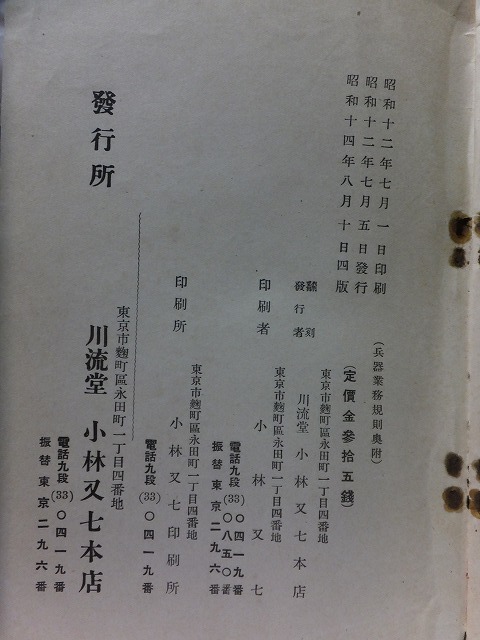 昭和十二年七月一日印刷
昭和十二年七月五日發行
昭和十四年八月十日四版
(兵器業務規則奧附)
(定價金參拾五錢)
東京市麴町區永田町一丁目四番地
飜刻發行者 川流堂 小林又七本店
東京市麴町區永田町一丁目四番地
印刷者 小林又七
電話九段(33)〇四一九番
〇八五〇番
振替東京二九六番
東京市麴町區永田町一丁目四番地
印刷所 小林又七印刷所
電話九段(33)〇四一九番
東京市麴町區永田町一丁目四番地
發行所 川流堂 小林又七本店
電話九段(33)〇四一九番
振替東京二九六番